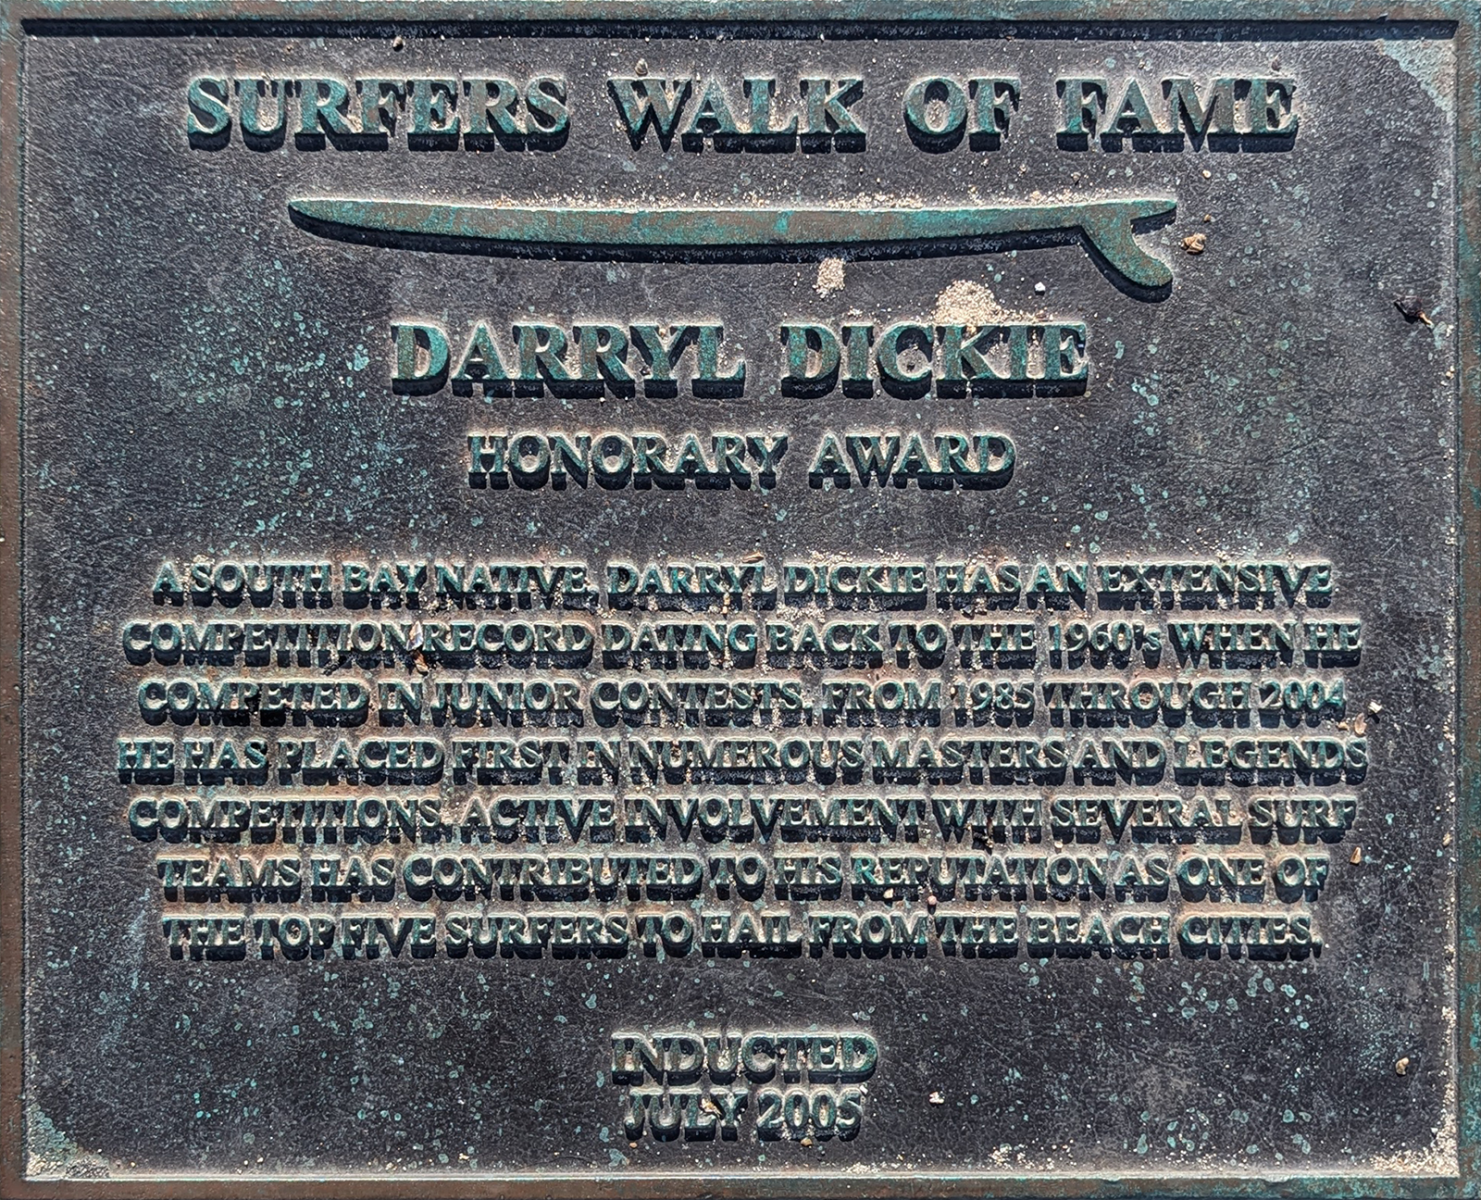 SURFERS WALK OF FAME
DARRYL DICKIE
HONORARY AWARD
A SOUTH BAY NATIVE, DARRYL DICKIE HAS AN EXTENSIVE
COMPETITION RECORD DATING BACK TO THE 1960's WHEN HE
COMPETED IN JUNIOR CONTESTS. FROM 1985 THROUGH 2004
HE HAS PLACED FIRST IN NUMEROUS MASTERS AND LEGENDS
COMPETITIONS. ACTIVE INVOLVEMENT WITH SEVERAL SURF
TEAMS HAS CONTRIBUTED TO HIS REPUTATION AS ONE OF
THE TOP FIVE SURFERS TO HAIL FROM THE BEACH CITIES.
INDUCTED
JULY 2005